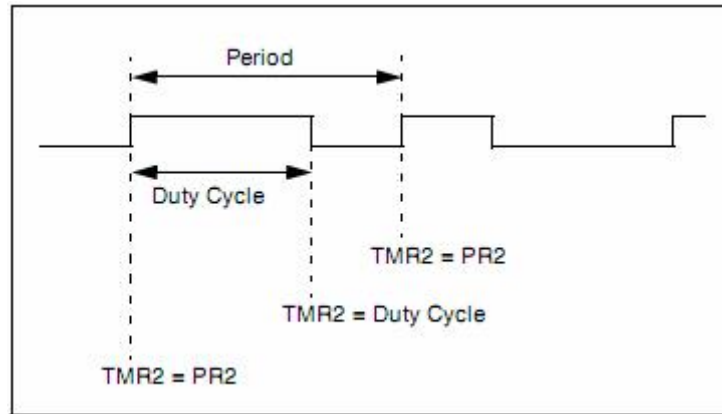 Period
Duty Cycle
TMR2 = PR2
TMR2 = Duty Cycle
TMR2 = PR2